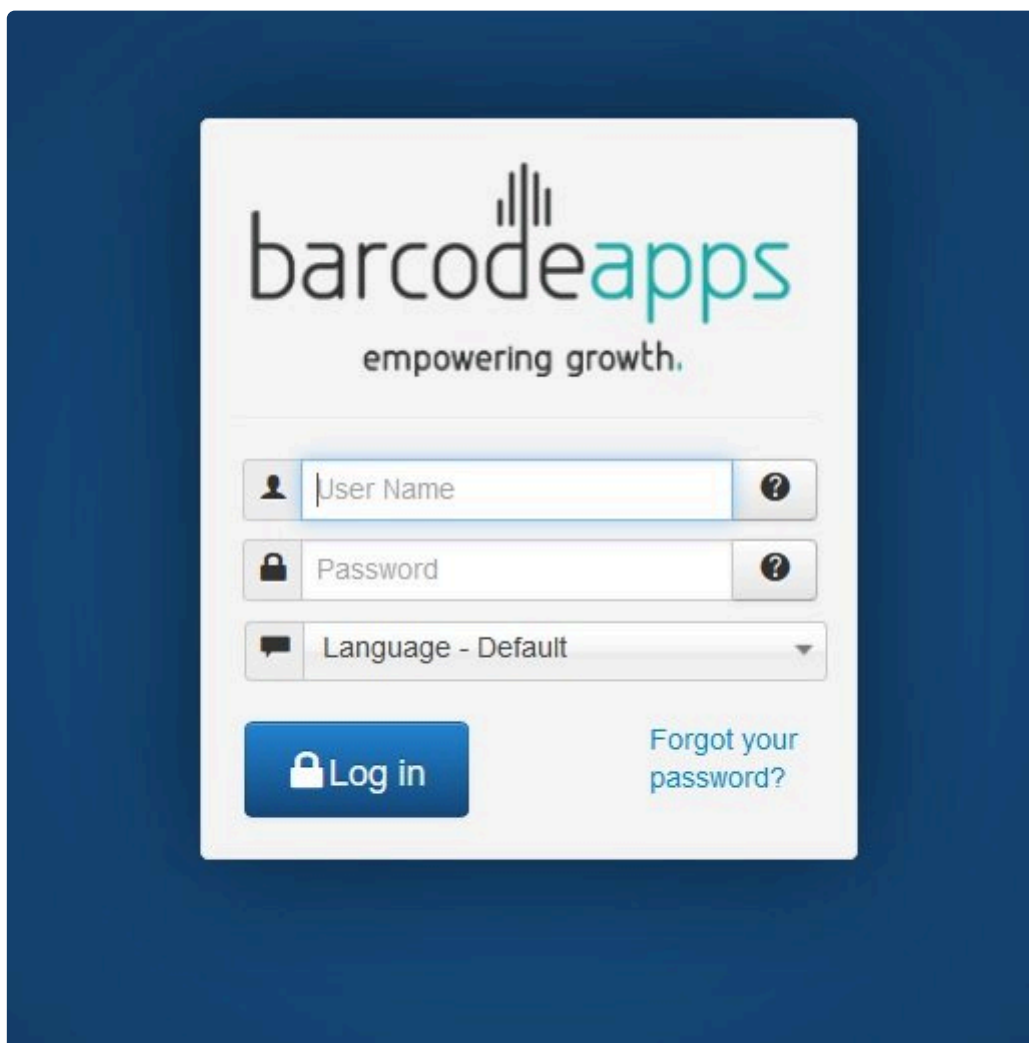 barcodeapps
empowering growth.
User Name
Password
Language - Default
Log in
Forgot your
password?